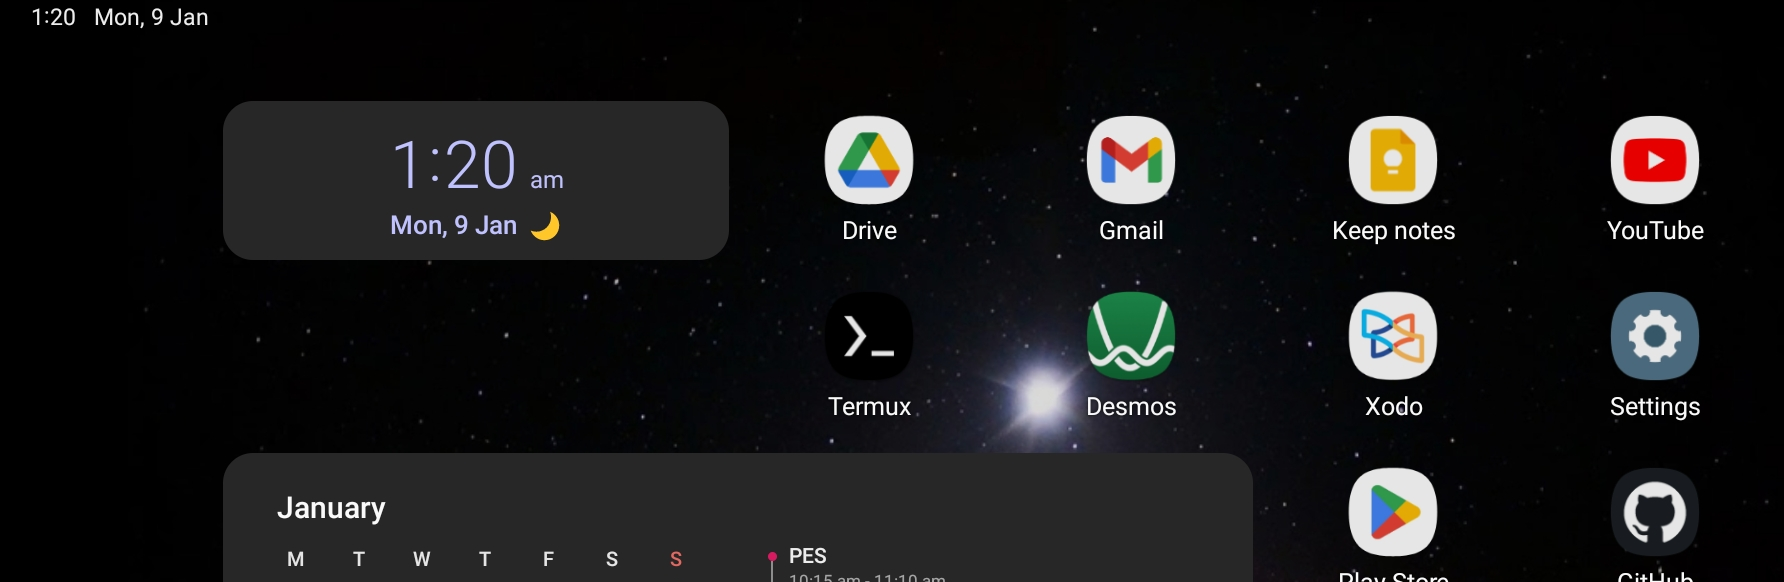 1:20 Mon, 9 Jan
1:20 am
Mon, 9 Jan
Drive Gmail Keep notes YouTube
Termux Desmos Xodo Settings
January
M T W T F S S
PES
10:15 am - 11:10 am
Play Store GitHub